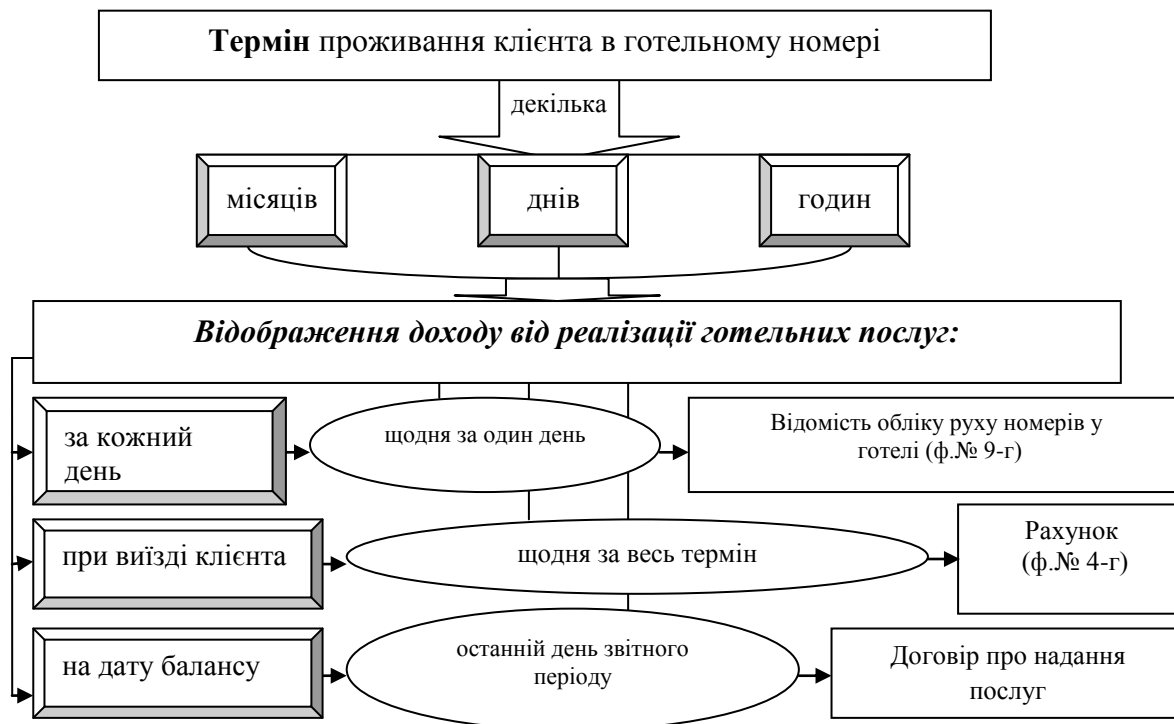 Термін проживання клієнта в готельному номері
декілька
місяців
днів
годин
Відображення доходу від реалізації готельних послуг:
за кожний
день
щодня за один день
Відомість обліку руху номерів у
готелі (ф.№ 9-г)
при виїзді клієнта
щодня за весь термін
Рахунок
(ф.№ 4-г)
на дату балансу
останній день звітного
періоду
Договір про надання
послуг